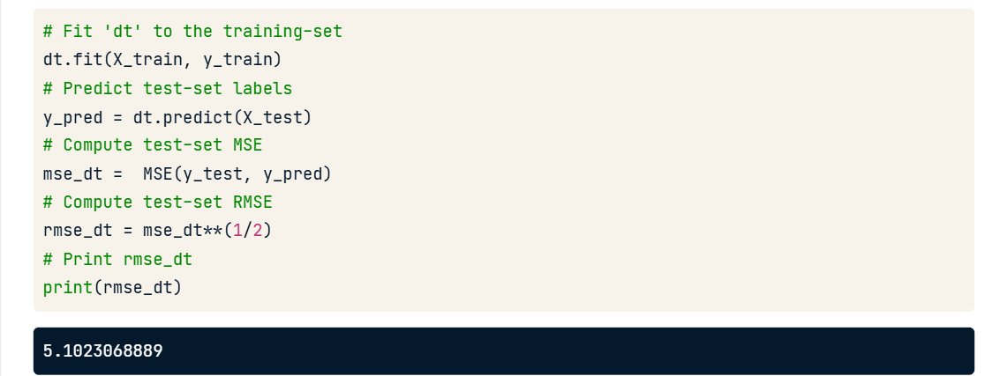 # Fit 'dt' to the training-set
dt.fit(X_train, y_train)
# Predict test-set labels
y_pred = dt.predict(X_test)
# Compute test-set MSE
mse_dt =  MSE(y_test, y_pred)
# Compute test-set RMSE
rmse_dt = mse_dt**(1/2)
# Print rmse_dt
print(rmse_dt)
5.1023068889